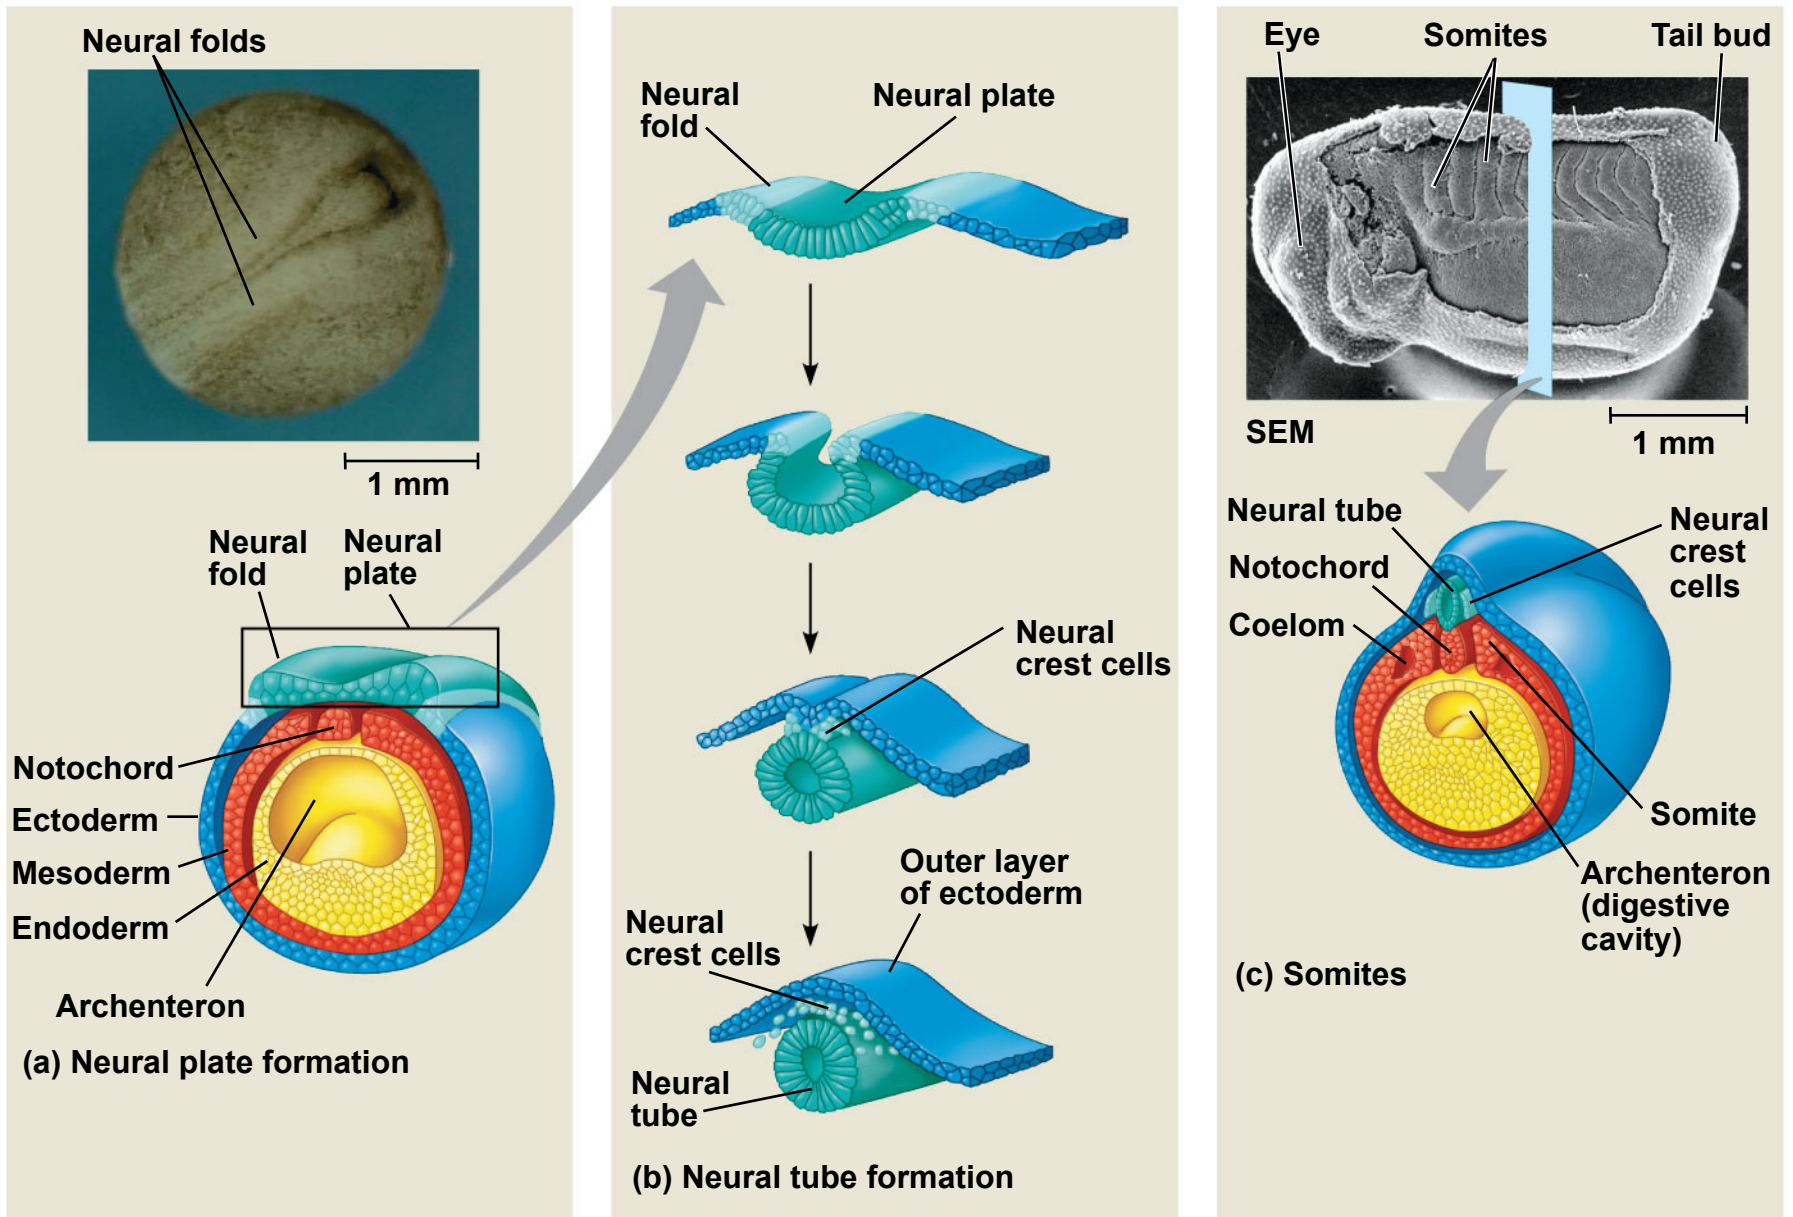 Neural folds
1 mm
Neural
fold
Neural
plate
Notochord
Ectoderm
Mesoderm
Endoderm
Archenteron
(a) Neural plate formation
Neural
fold
Neural plate
Neural
crest cells
Outer layer
of ectoderm
Neural
crest cells
Neural
tube
(b) Neural tube formation
Eye
Somites
Tail bud
SEM
1 mm
Neural tube
Notochord
Coelom
Neural
crest
cells
Somite
Archenteron
(digestive
cavity)
(c) Somites